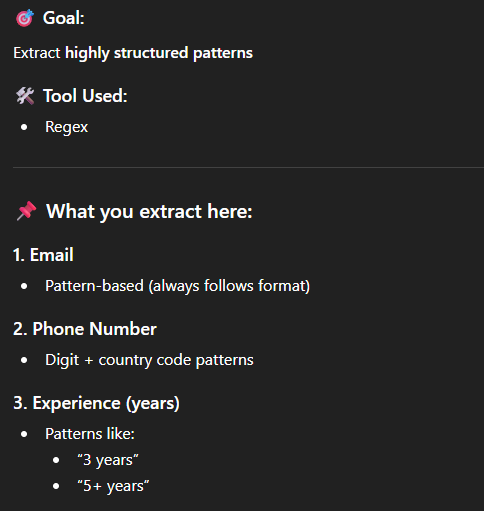 🎯 Goal:
Extract highly structured patterns
🛠️ Tool Used:
• Regex
📌 What you extract here:
1. Email
• Pattern-based (always follows format)
2. Phone Number
• Digit + country code patterns
3. Experience (years)
• Patterns like:
• “3 years”
• “5+ years”